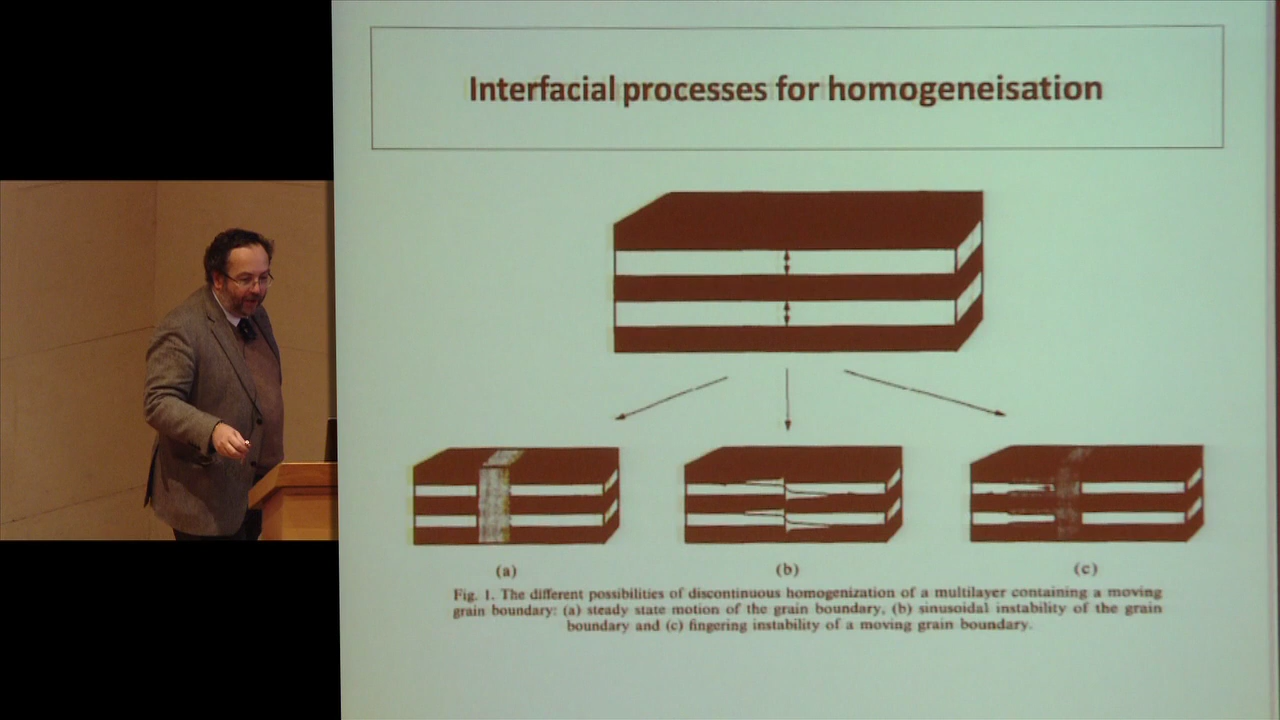 Interfacial processes for homogeneisation
(a)
(b)
(c)
Fig. 1. The different possibilities of discontinuous homogenization of a multilayer containing a moving
grain boundary: (a) steady state motion of the grain boundary, (b) sinusoidal instability of the grain
boundary and (c) fingering instability of a moving grain boundary.